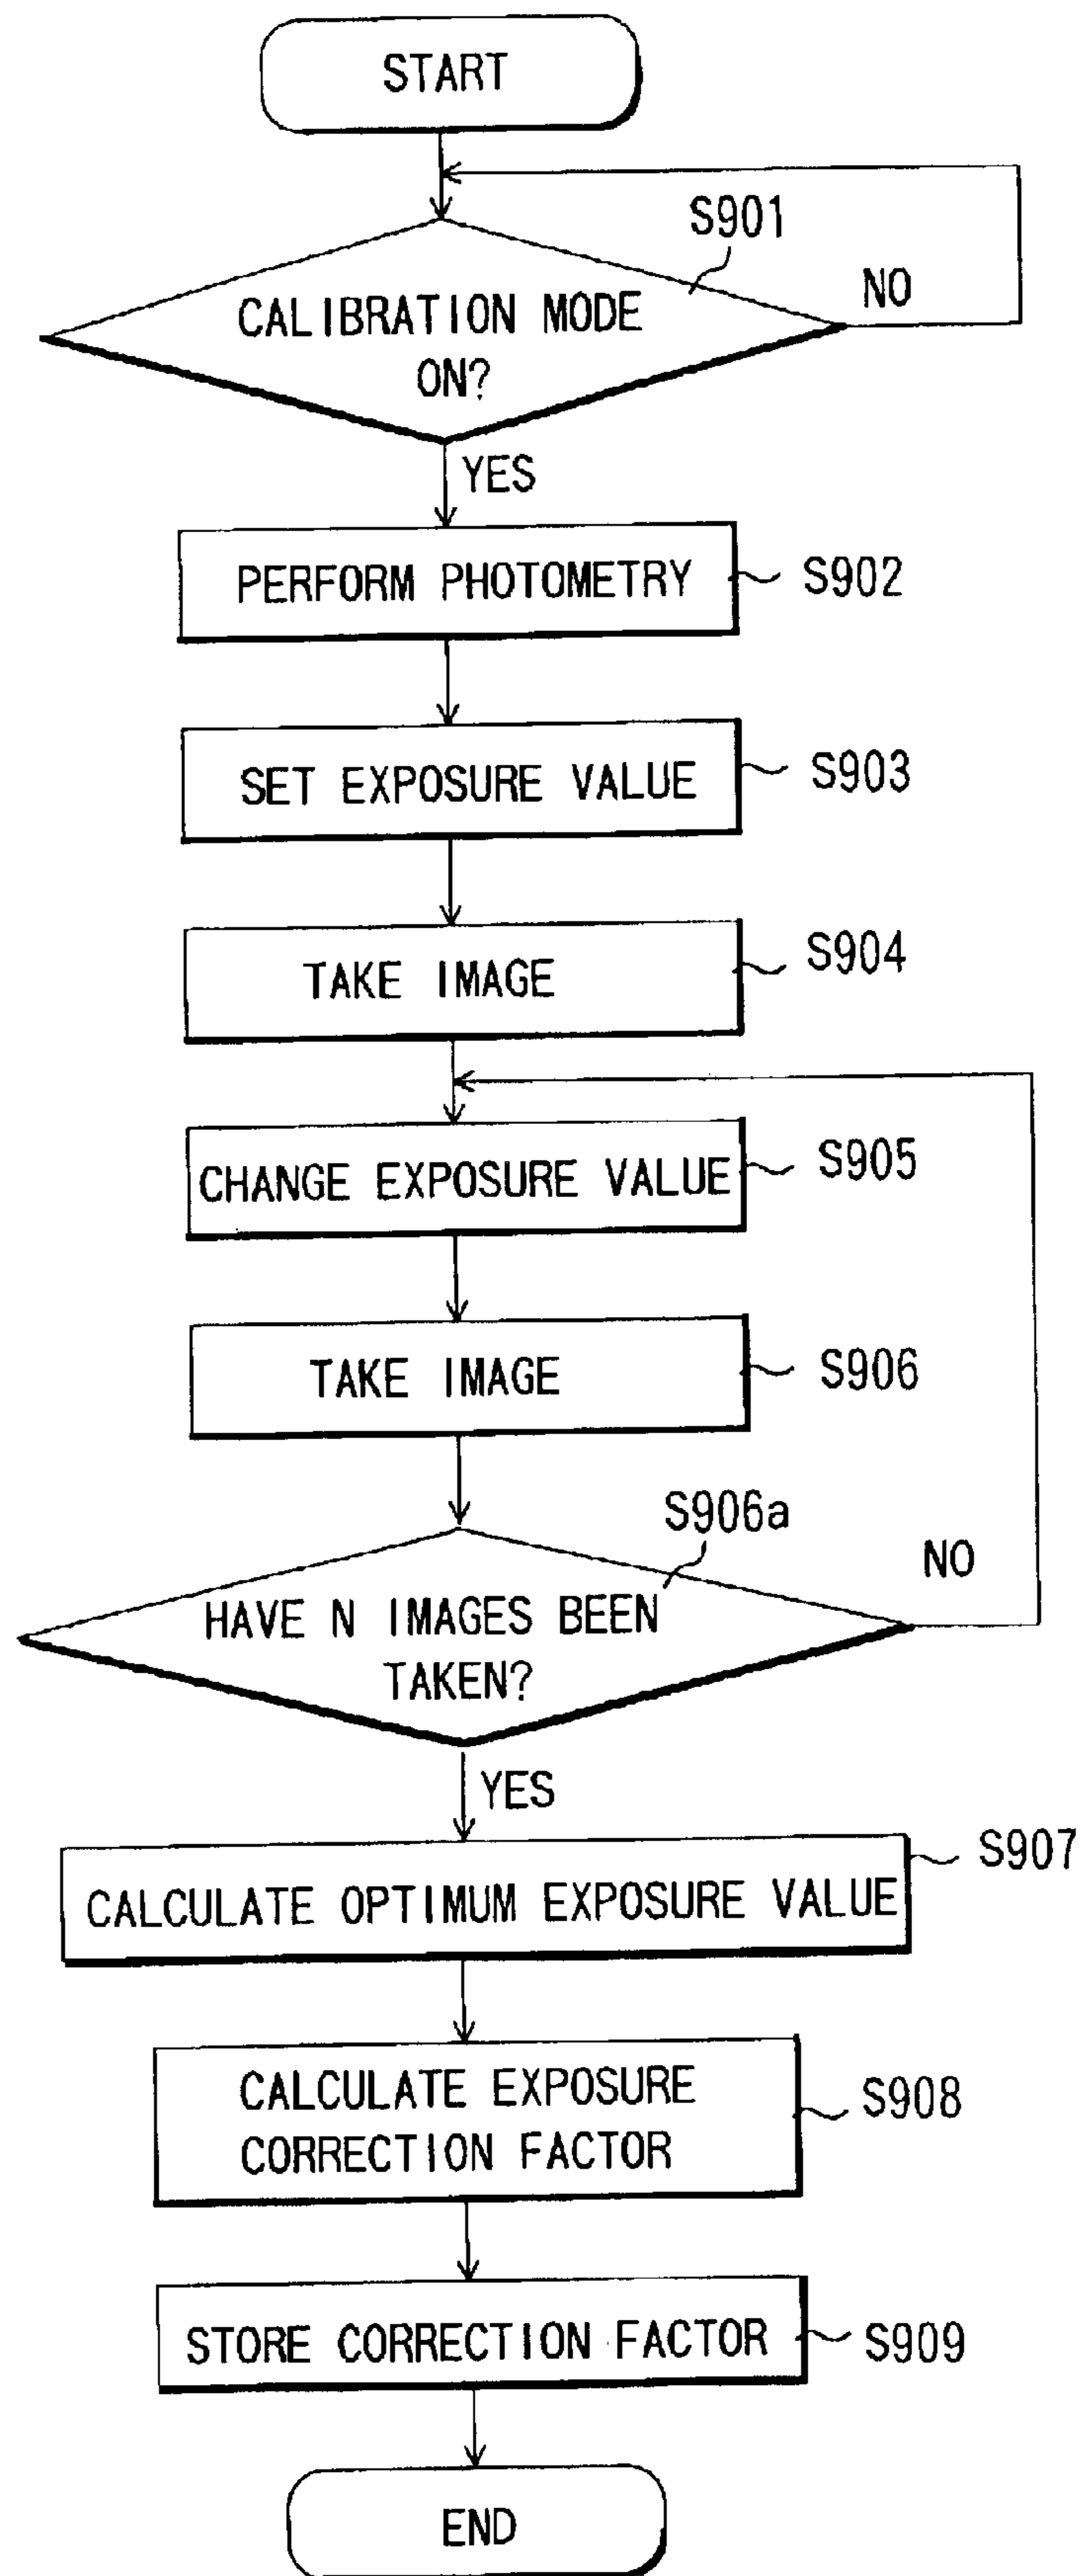 START
S901
CALIBRATION MODE
ON?
NO
YES
PERFORM PHOTOMETRY
S902
SET EXPOSURE VALUE
S903
TAKE IMAGE
S904
CHANGE EXPOSURE VALUE
S905
TAKE IMAGE
S906
S906a
HAVE N IMAGES BEEN
TAKEN?
NO
YES
CALCULATE OPTIMUM EXPOSURE VALUE
S907
CALCULATE EXPOSURE
CORRECTION FACTOR
S908
STORE CORRECTION FACTOR
S909
END